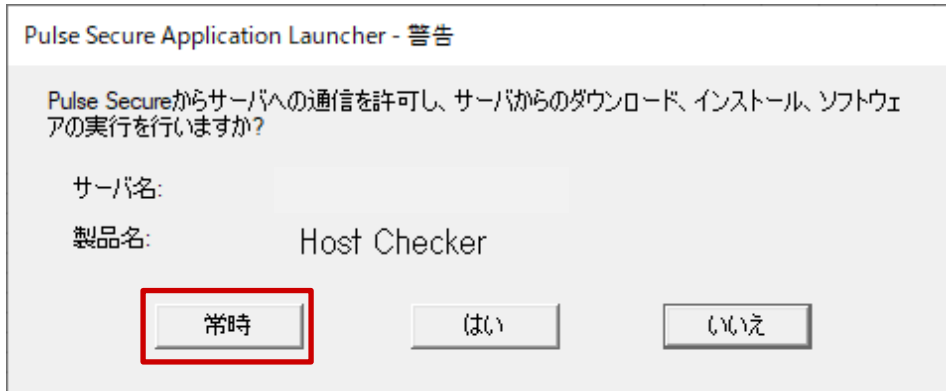 Pulse Secure Application Launcher - 警告
Pulse Secureからサーバへの通信を許可し、サーバからのダウンロード、インストール、ソフトウェ
アの実行を行いますか?
サーバ名:
製品名: Host Checker
常時 はい いいえ